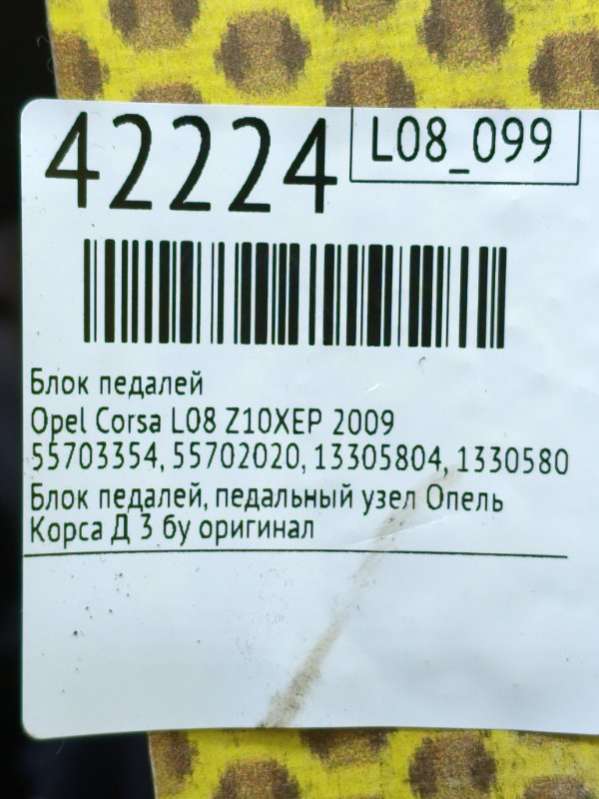 42224
L08_099
Блок педалей
Opel Corsa L08 Z10XEP 2009
55703354, 55702020, 13305804, 1330580
Блок педалей, педальный узел Опель
Корса Д 3 бу оригинал